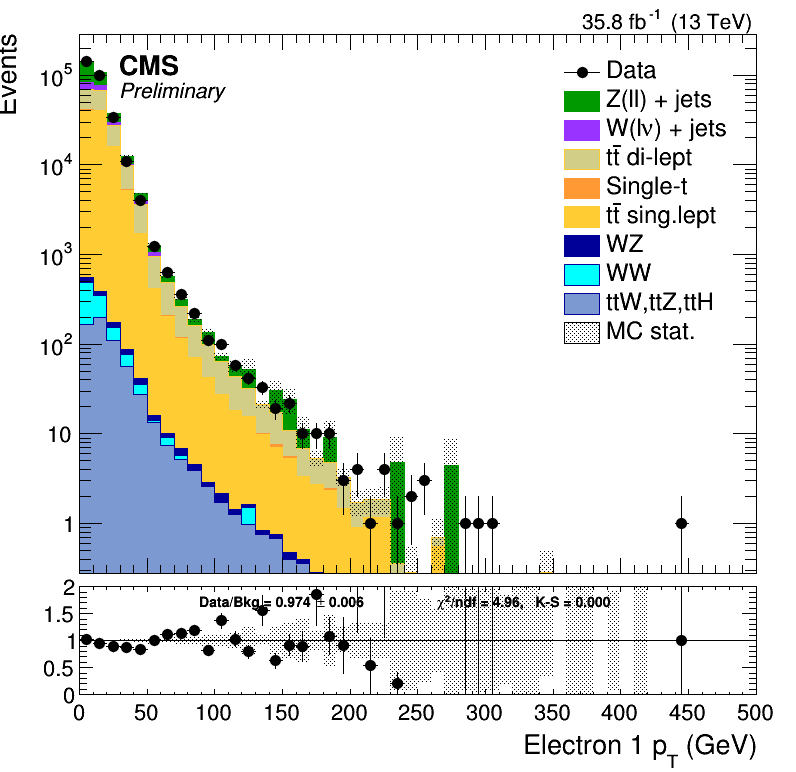 35.8 fb⁻¹ (13 TeV)
Events
CMS
Preliminary
Data
Z(ll) + jets
W(lν) + jets
tt̄ di-lept
Single-t
tt̄ sing.lept
WZ
WW
ttW,ttZ,ttH
MC stat.
10⁵
10⁴
10³
10²
10
1
Data/Bkg = 0.974 ± 0.006
χ²/ndf = 4.96, K-S = 0.000
2
1.5
1
0.5
0
0 50 100 150 200 250 300 350 400 450 500
Electron 1 p_T (GeV)